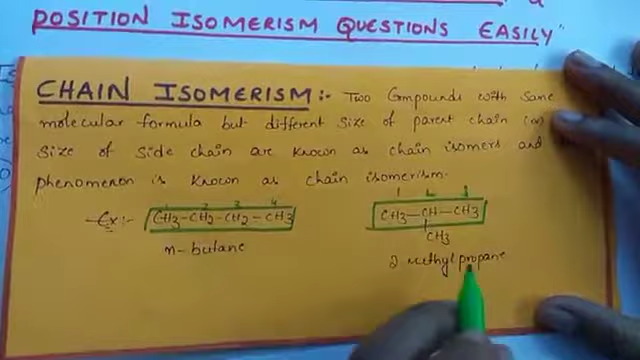 a
POSITION ISOMERISM QUESTIONS EASILY"
CHAIN ISOMERISM:- Two Compounds with same
molecular formula but different size of parent chain (or)
size of side chain are known as chain isomers and
phenomenon is known as chain isomerism.
1 2 3 4 1 2 3
Ex:- CH3-CH2-CH2-CH3 CH3-CH-CH3
CH3
n-butane
2 methyl propane